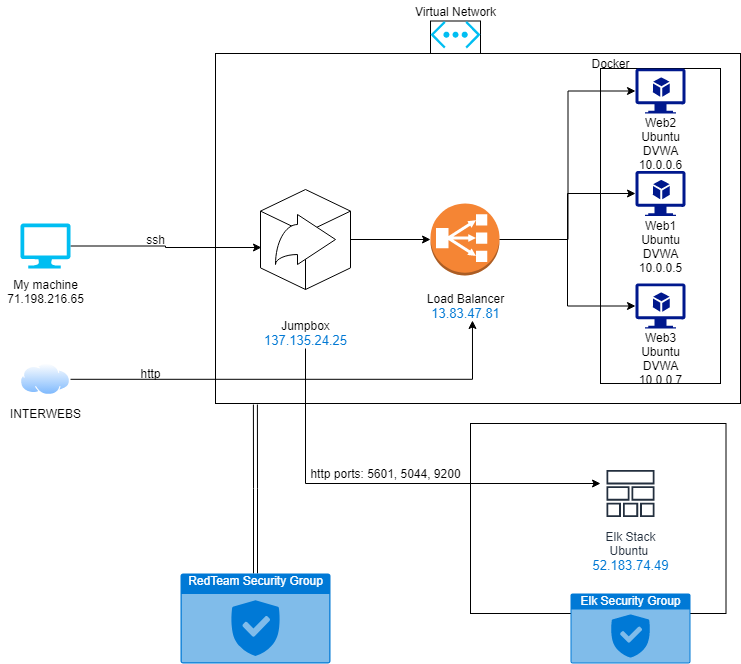 Virtual Network
Docker
Web2
Ubuntu
DVWA
10.0.0.6
Web1
Ubuntu
DVWA
10.0.0.5
ssh
My machine
71.198.216.65
Load Balancer
13.83.47.81
Jumpbox
137.135.24.25
Web3
Ubuntu
DVWA
10.0.0.7
http
INTERWEBS
http ports: 5601, 5044, 9200
Elk Stack
Ubuntu
52.183.74.49
RedTeam Security Group
Elk Security Group